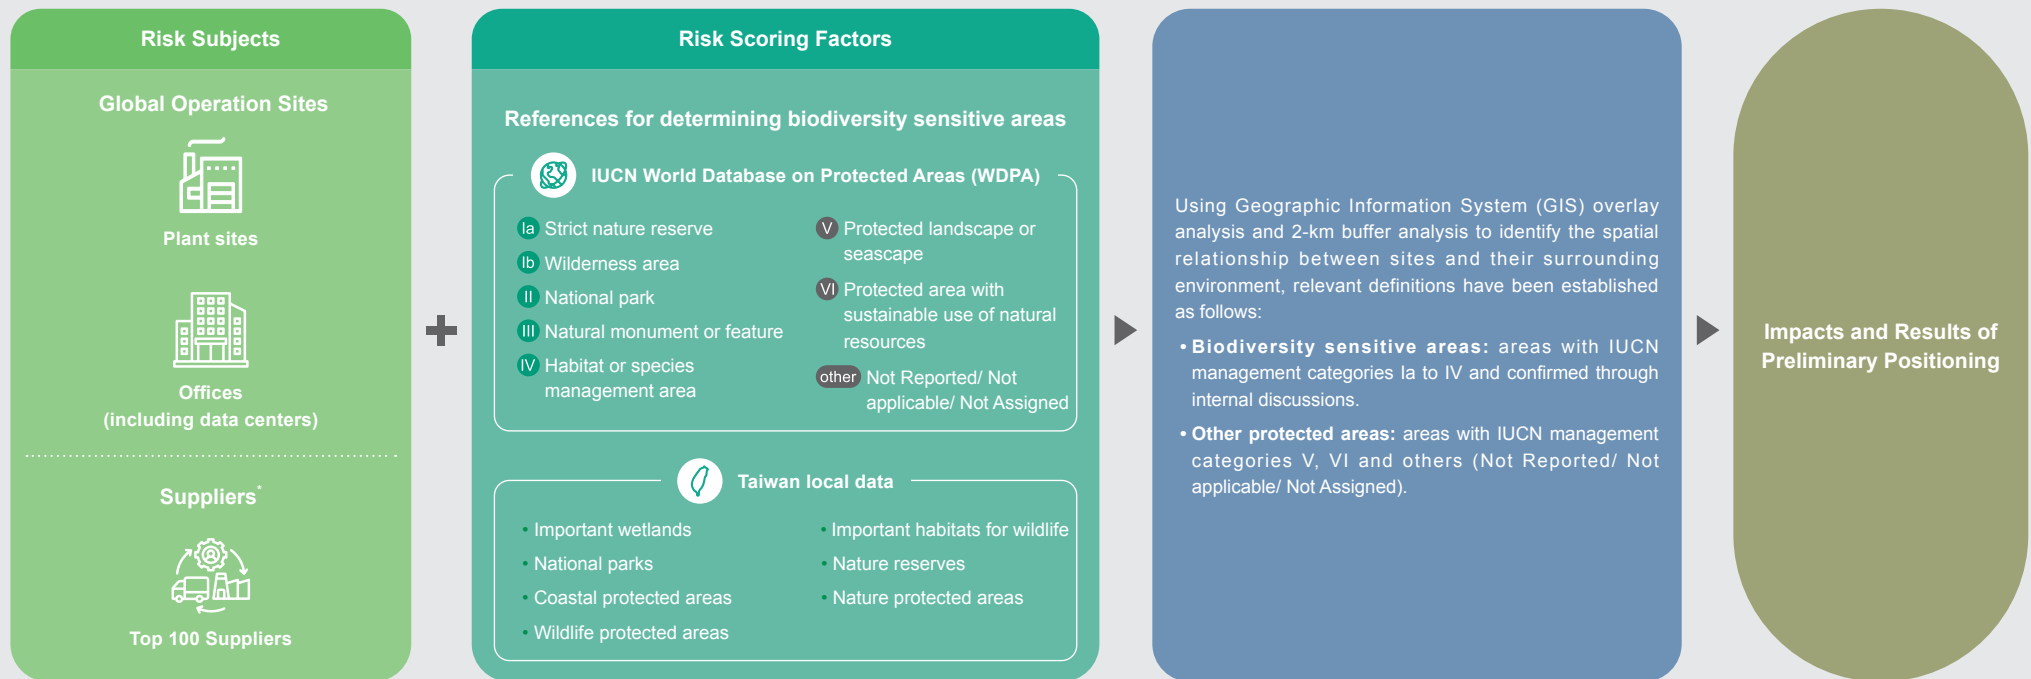 Risk Subjects
Global Operation Sites
Plant sites
Offices
(including data centers)
Suppliers*
Top 100 Suppliers
Risk Scoring Factors
References for determining biodiversity sensitive areas
IUCN World Database on Protected Areas (WDPA)
Ia Strict nature reserve
Ib Wilderness area
II National park
III Natural monument or feature
IV Habitat or species
management area
V Protected landscape or
seascape
VI Protected area with
sustainable use of natural
resources
other Not Reported/ Not
applicable/ Not Assigned
Taiwan local data
• Important wetlands
• National parks
• Coastal protected areas
• Wildlife protected areas
• Important habitats for wildlife
• Nature reserves
• Nature protected areas
Using Geographic Information System (GIS) overlay
analysis and 2-km buffer analysis to identify the spatial
relationship between sites and their surrounding
environment, relevant definitions have been established
as follows:
• Biodiversity sensitive areas: areas with IUCN
management categories Ia to IV and confirmed through
internal discussions.
• Other protected areas: areas with IUCN management
categories V, VI and others (Not Reported/ Not
applicable/ Not Assigned).
Impacts and Results of
Preliminary Positioning